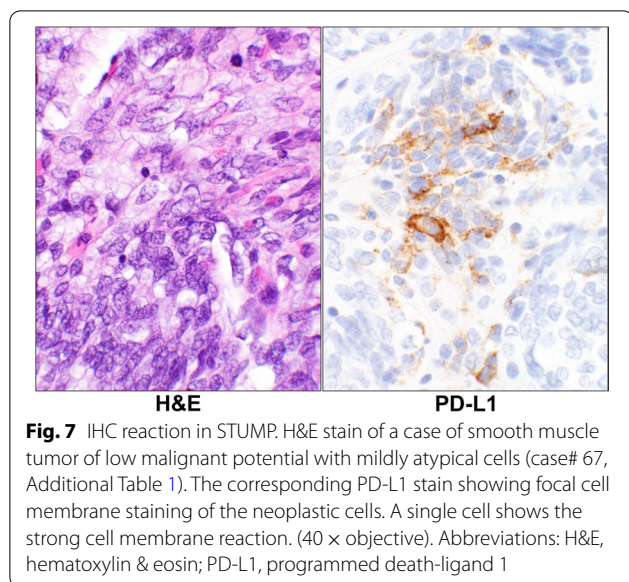 H&E PD-L1
Fig. 7 IHC reaction in STUMP. H&E stain of a case of smooth muscle
tumor of low malignant potential with mildly atypical cells (case# 67,
Additional Table 1). The corresponding PD-L1 stain showing focal cell
membrane staining of the neoplastic cells. A single cell shows the
strong cell membrane reaction. (40 × objective). Abbreviations: H&E,
hematoxylin & eosin; PD-L1, programmed death-ligand 1